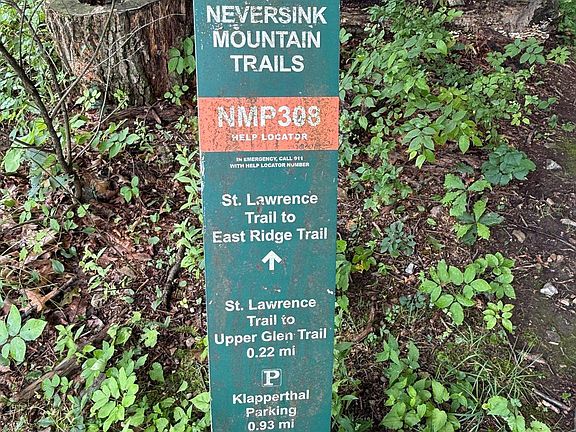 NEVERSINK
MOUNTAIN
TRAILS
NMP308
HELP LOCATOR
IN EMERGENCY, CALL 911
WITH HELP LOCATOR NUMBER
St. Lawrence
Trail to
East Ridge Trail
↑
St. Lawrence
Trail to
Upper Glen Trail
0.22 mi
P
Klapperthal
Parking
0.93 mi